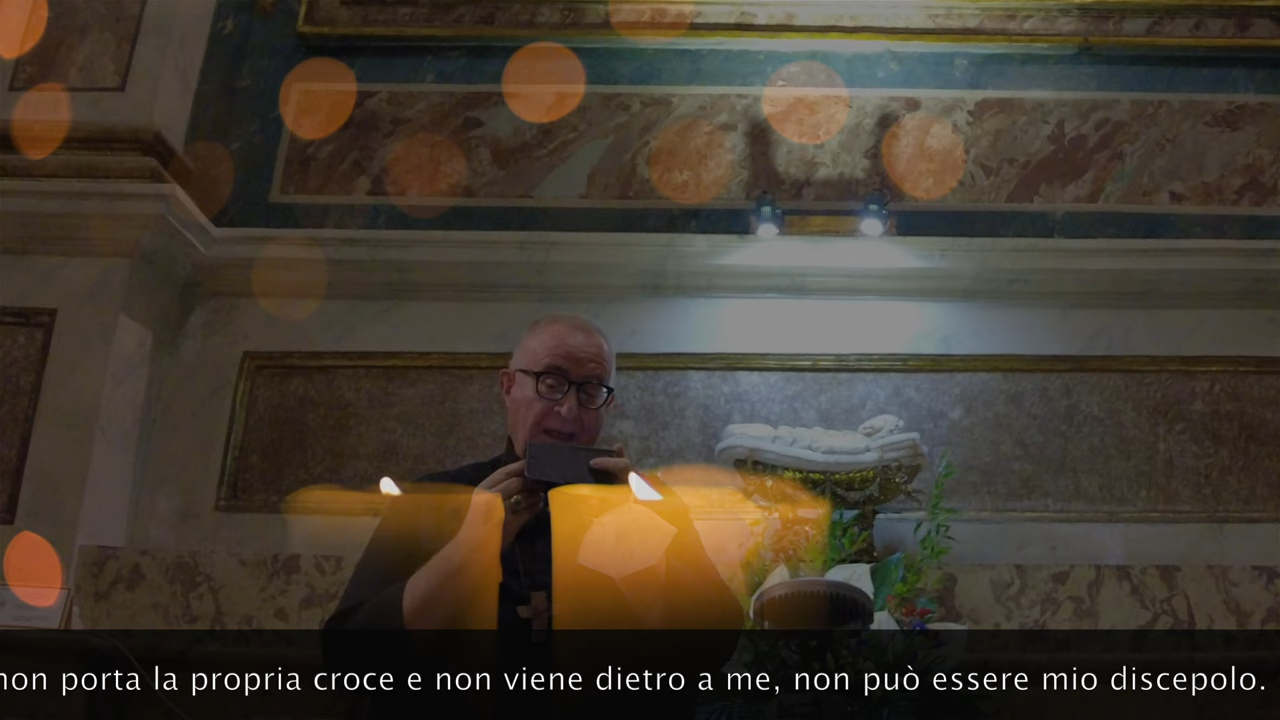 non porta la propria croce e non viene dietro a me, non può essere mio discepolo.